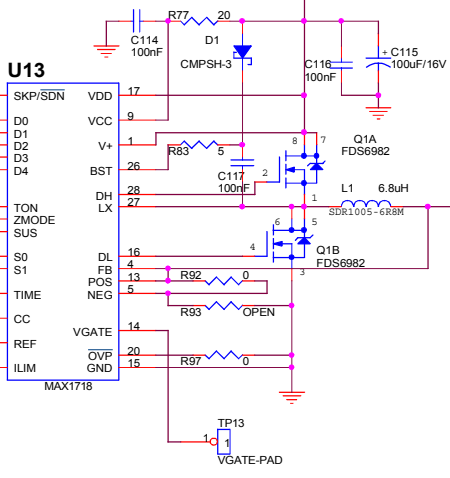 R77 20
C114
100nF
D1
CMPSH-3
C116
100nF
+ C115
100uF/16V
U13
SKP/SDN VDD 17
D0 VCC 9
D1
D2 V+ 1
D3
D4 BST 26
R83 5
C117
100nF
DH 28
TON LX 27
ZMODE
SUS
8 7
Q1A
FDS6982
2
1
L1 6.8uH
SDR1005-6R8M
6 5
S0 DL 16
4
Q1B
FDS6982
3
S1 FB 4
POS 13
R92 0
TIME NEG 5
R93 OPEN
CC
VGATE 14
REF
OVP 20
R97 0
ILIM GND 15
MAX1718
TP13
1 1
VGATE-PAD